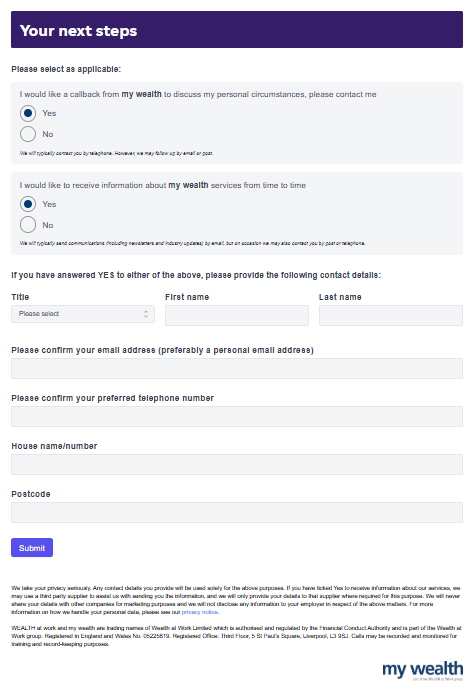 Your next steps
Please select as applicable:
I would like a callback from my wealth to discuss my personal circumstances, please contact me
Yes
No
We will typically contact you by telephone. However, we may follow up by email or post.
I would like to receive information about my wealth services from time to time
Yes
No
We will typically send communications (including newsletters and industry updates) by email, but on occasion we may also contact you by post or telephone.
If you have answered YES to either of the above, please provide the following contact details:
Title First name Last name
Please select
Please confirm your email address (preferably a personal email address)
Please confirm your preferred telephone number
House name/number
Postcode
Submit
We take your privacy seriously. Any contact details you provide will be used solely for the above purposes. If you have ticked Yes to receive information about our services, we
may use a third party supplier to assist us with sending you the information, and we will only provide your details to that supplier where required for this purpose. We will never
share your details with other companies for marketing purposes and we will not disclose any information to your employer in respect of the above matters. For more
information on how we handle your personal data, please see our privacy notice.
WEALTH at work and my wealth are trading names of Wealth at Work Limited which is authorised and regulated by the Financial Conduct Authority and is part of the Wealth at
Work group. Registered in England and Wales No. 05225819. Registered Office: Third Floor, 5 St Paul's Square, Liverpool, L3 9SJ. Calls may be recorded and monitored for
training and record-keeping purposes.
my wealth